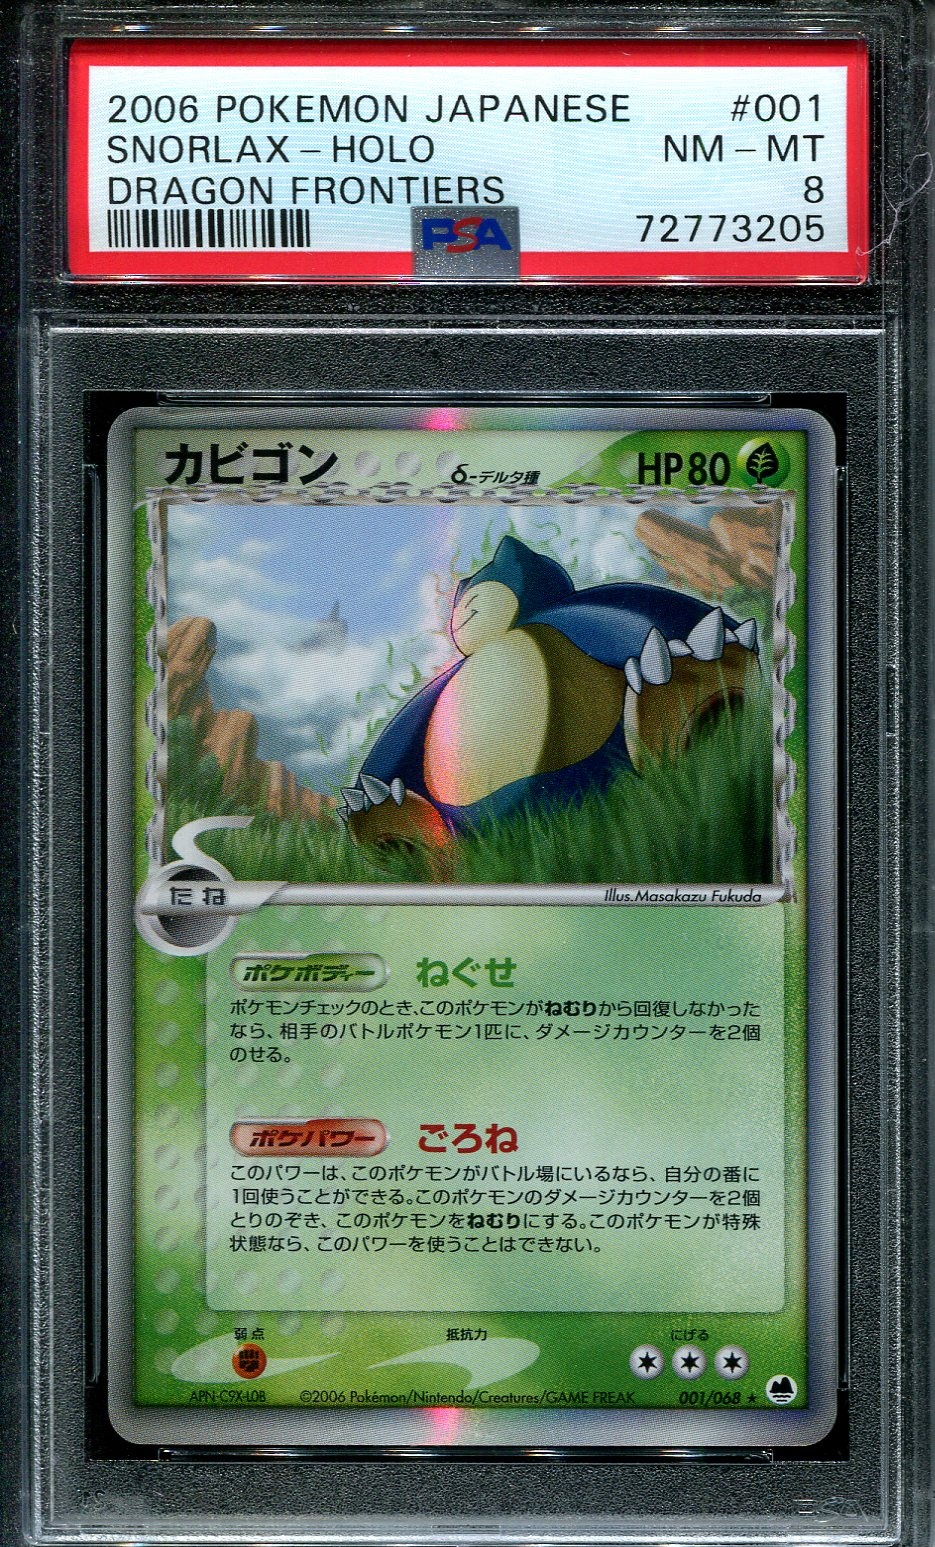 2006 POKEMON JAPANESE #001
SNORLAX - HOLO NM - MT
DRAGON FRONTIERS 8
PSA 72773205
カビゴン δ-デルタ種 HP80
たね
Illus.Masakazu Fukuda
ポケボディー ねぐせ
ポケモンチェックのとき、このポケモンがねむりから回復しなかった
なら、相手のバトルポケモン1匹に、ダメージカウンターを2個
のせる。
ポケパワー ごろね
このパワーは、このポケモンがバトル場にいるなら、自分の番に
1回使うことができる。このポケモンのダメージカウンターを2個
とりのぞき、このポケモンをねむりにする。このポケモンが特殊
状態なら、このパワーを使うことはできない。
弱点 抵抗力 にげる
APN-C9X-L0B ©2006 Pokémon/Nintendo/Creatures/GAME FREAK 001/068 ★